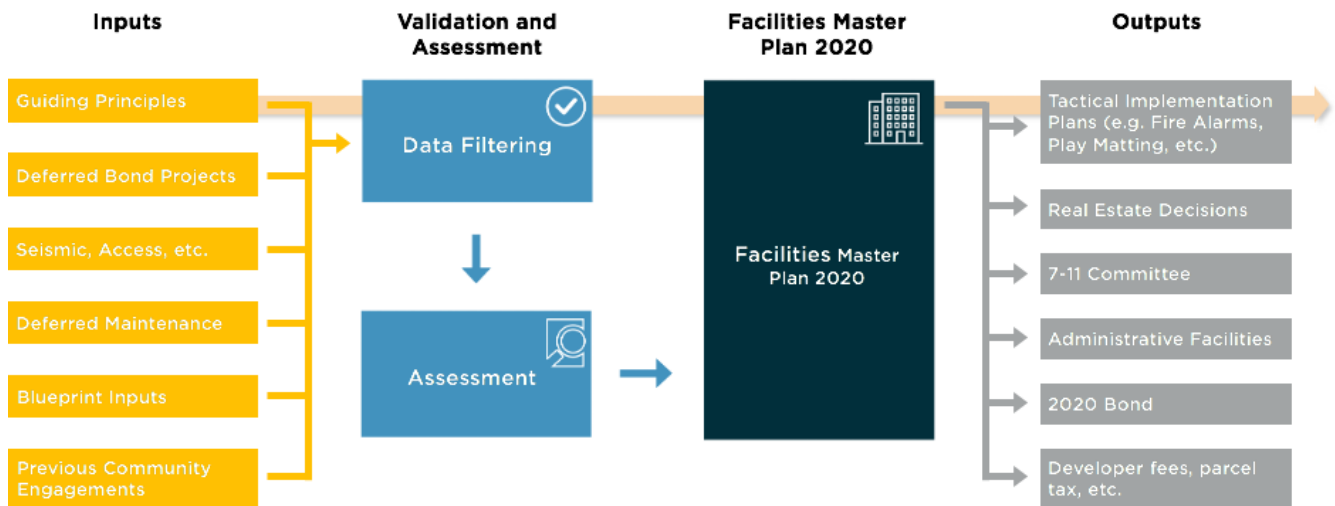 Inputs
Validation and
Assessment
Facilities Master
Plan 2020
Outputs
Guiding Principles
Deferred Bond Projects
Seismic, Access, etc.
Deferred Maintenance
Blueprint Inputs
Previous Community
Engagements
Data Filtering
Assessment
Facilities Master
Plan 2020
Tactical Implementation
Plans (e.g. Fire Alarms,
Play Matting, etc.)
Real Estate Decisions
7-11 Committee
Administrative Facilities
2020 Bond
Developer fees, parcel
tax, etc.